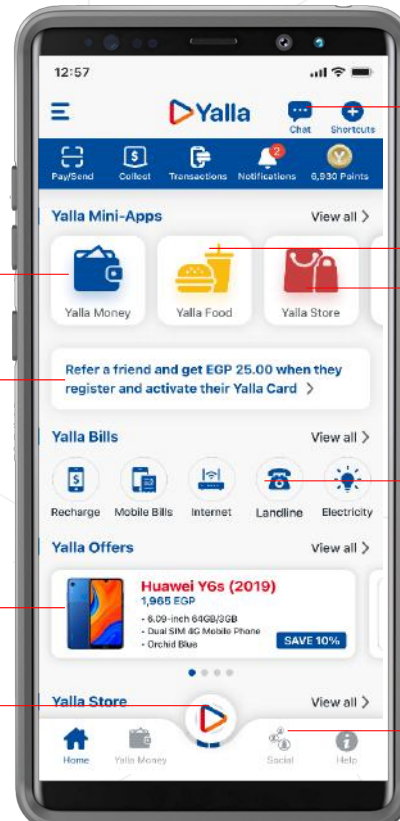 12:57
Yalla
Chat
Shortcuts
Pay/Send
Collect
Transactions
2
Notifications
6,930 Points
Yalla Mini-Apps
View all >
Yalla Money
Yalla Food
Yalla Store
Refer a friend and get EGP 25.00 when they
register and activate their Yalla Card >
Yalla Bills
View all >
Recharge
Mobile Bills
Internet
Landline
Electricity
Yalla Offers
View all >
Huawei Y6s (2019)
1,965 EGP
- 6.09-inch 64GB/3GB
- Dual SIM 4G Mobile Phone
- Orchid Blue
SAVE 10%
Yalla Store
View all >
Home
Yalla Money
Social
Help